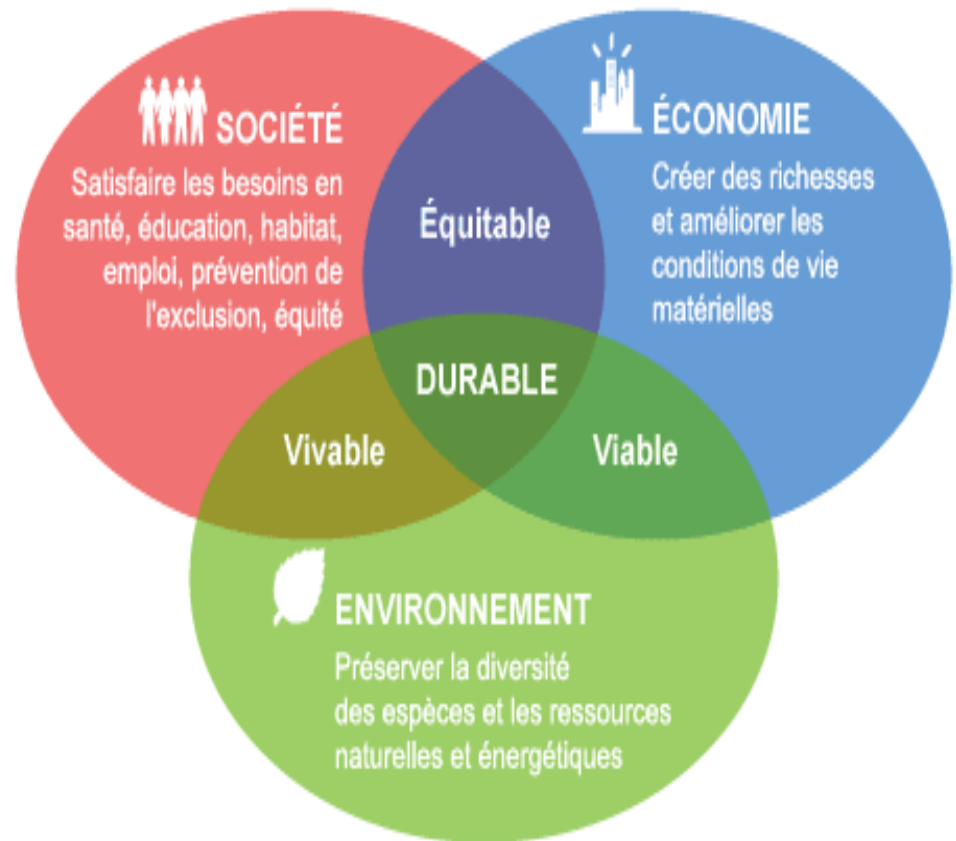 SOCIÉTÉ
Satisfaire les besoins en
santé, éducation, habitat,
emploi, prévention de
l'exclusion, équité
ÉCONOMIE
Créer des richesses
et améliorer les
conditions de vie
matérielles
Équitable
DURABLE
Vivable
Viable
ENVIRONNEMENT
Préserver la diversité
des espèces et les ressources
naturelles et énergétiques